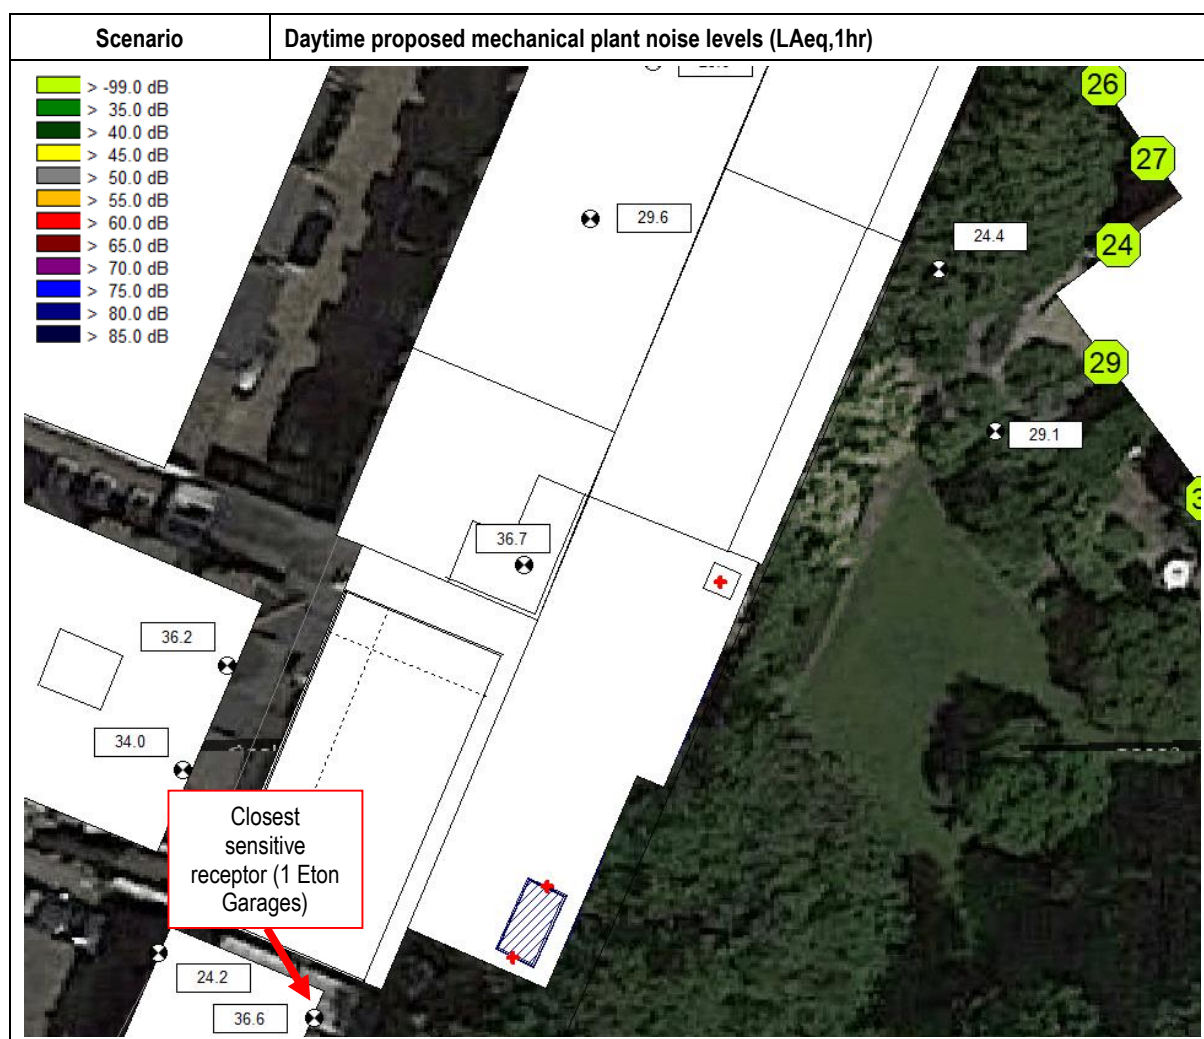 Scenario
Daytime proposed mechanical plant noise levels (LAeq,1hr)
> -99.0 dB
> 35.0 dB
> 40.0 dB
> 45.0 dB
> 50.0 dB
> 55.0 dB
> 60.0 dB
> 65.0 dB
> 70.0 dB
> 75.0 dB
> 80.0 dB
> 85.0 dB
26
27
29.6
24.4
24
29
29.1
36.7
36.2
34.0
Closest
sensitive
receptor (1 Eton
Garages)
24.2
36.6